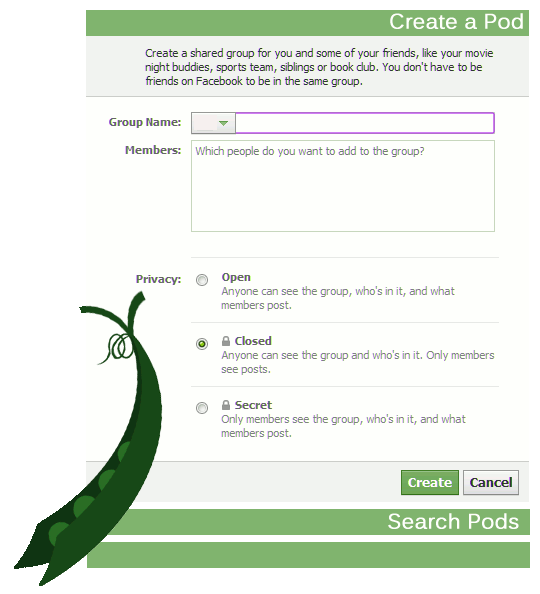 Create a Pod
Create a shared group for you and some of your friends, like your movie
night buddies, sports team, siblings or book club. You don't have to be
friends on Facebook to be in the same group.
Group Name:
Members:
Which people do you want to add to the group?
Privacy:
Open
Anyone can see the group, who's in it, and what
members post.
Closed
Anyone can see the group and who's in it. Only members
see posts.
Secret
Only members see the group, who's in it, and what
members post.
Create Cancel
Search Pods